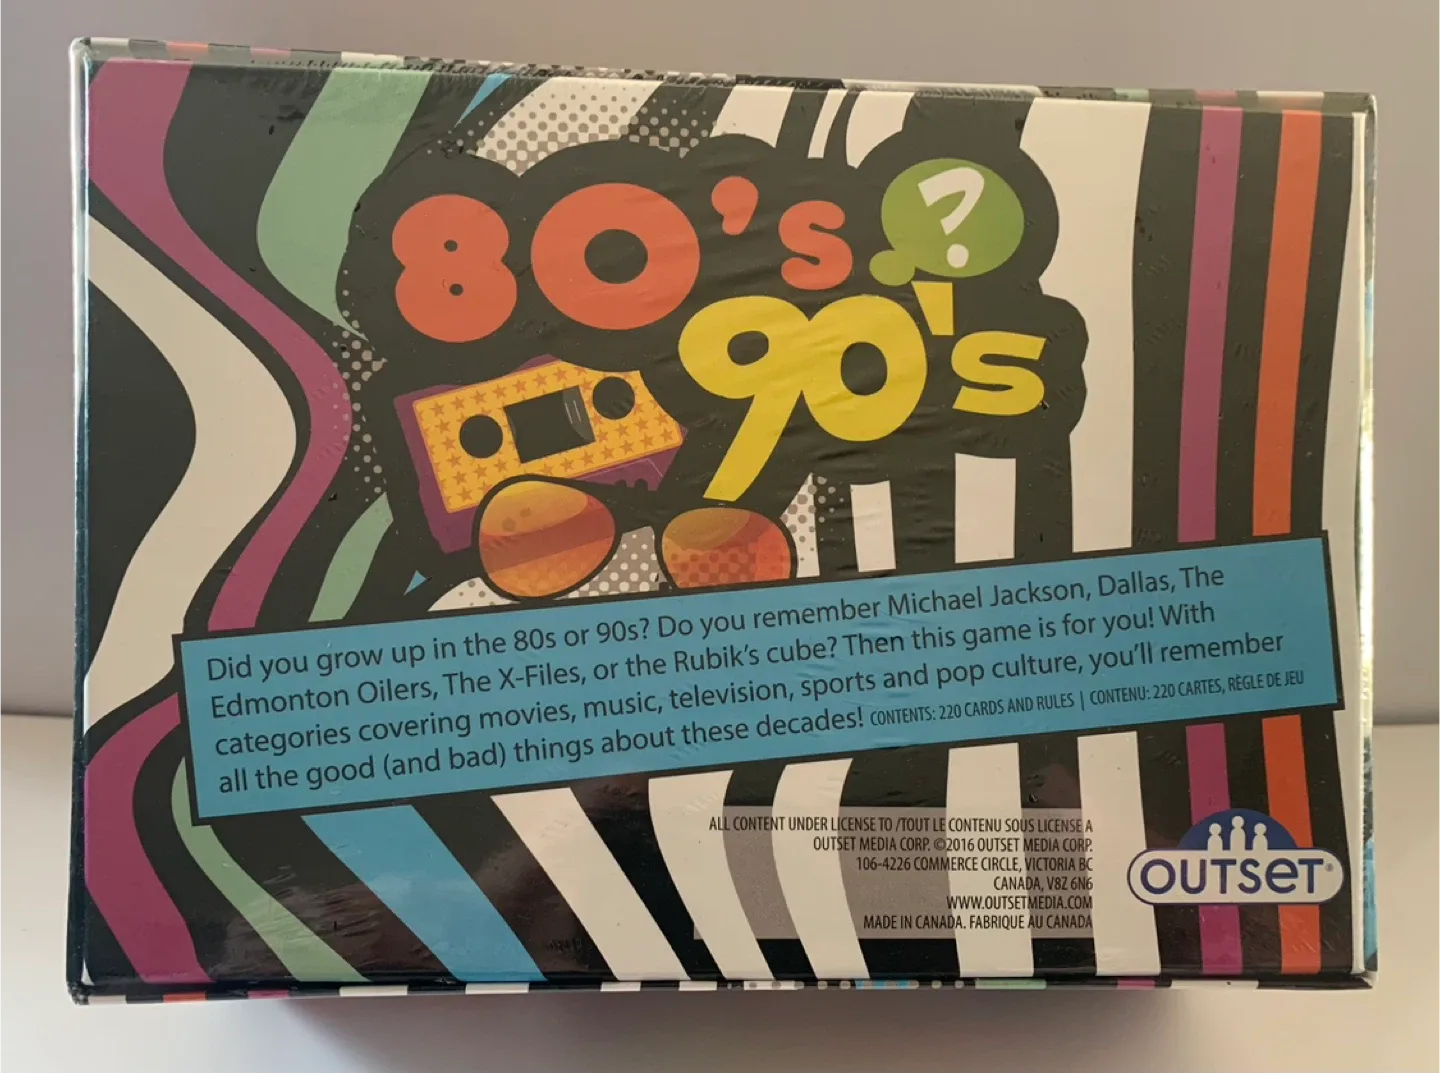 80's ?
90's
Did you grow up in the 80s or 90s? Do you remember Michael Jackson, Dallas, The
Edmonton Oilers, The X-Files, or the Rubik's cube? Then this game is for you! With
categories covering movies, music, television, sports and pop culture, you'll remember
all the good (and bad) things about these decades! CONTENTS: 220 CARDS AND RULES | CONTENU: 220 CARTES, RÈGLE DE JEU
ALL CONTENT UNDER LICENSE TO /TOUT LE CONTENU SOUS LICENSE A
OUTSET MEDIA CORP. ©2016 OUTSET MEDIA CORP.
106-4226 COMMERCE CIRCLE, VICTORIA BC
CANADA, V8Z 6N6
WWW.OUTSETMEDIA.COM
MADE IN CANADA. FABRIQUE AU CANADA
OUTSET®